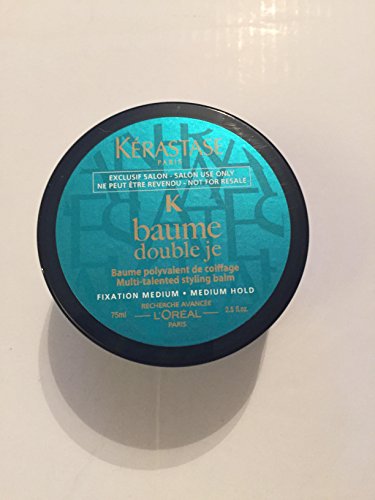 KÉRASTASE
PARIS
EXCLUSIF SALON - SALON USE ONLY
NE PEUT ÊTRE REVENDU - NOT FOR RESALE
K
baume
double je
Baume polyvalent de coiffage
Multi-talented styling balm
FIXATION MEDIUM • MEDIUM HOLD
RECHERCHE AVANCÉE
75ml L'ORÉAL 2.5 fl.oz.
PARIS